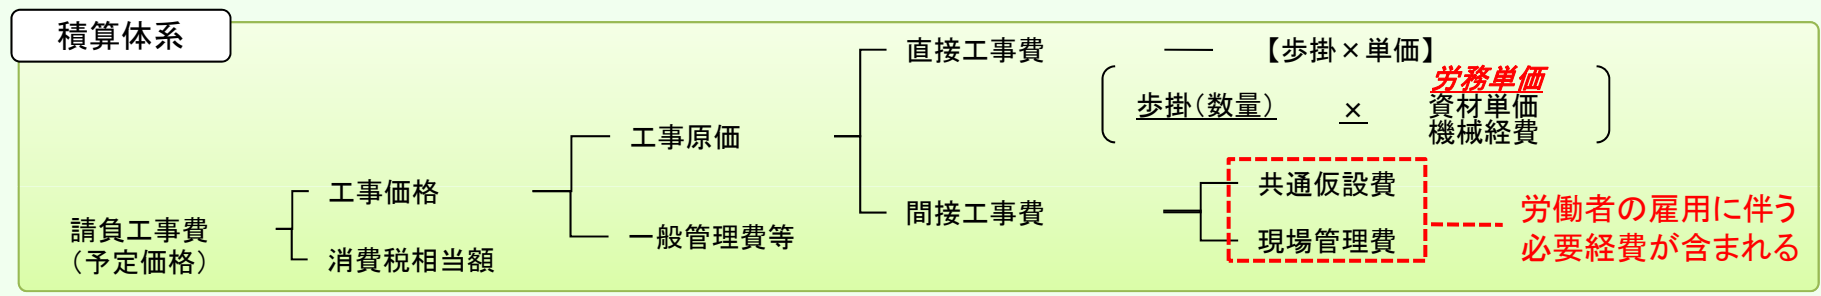 積算体系
直接工事費
【歩掛×単価】
歩掛(数量)
×
労務単価
資材単価
機械経費
工事原価
共通仮設費
工事価格
間接工事費
労働者の雇用に伴う
必要経費が含まれる
請負工事費
(予定価格)
一般管理費等
現場管理費
消費税相当額